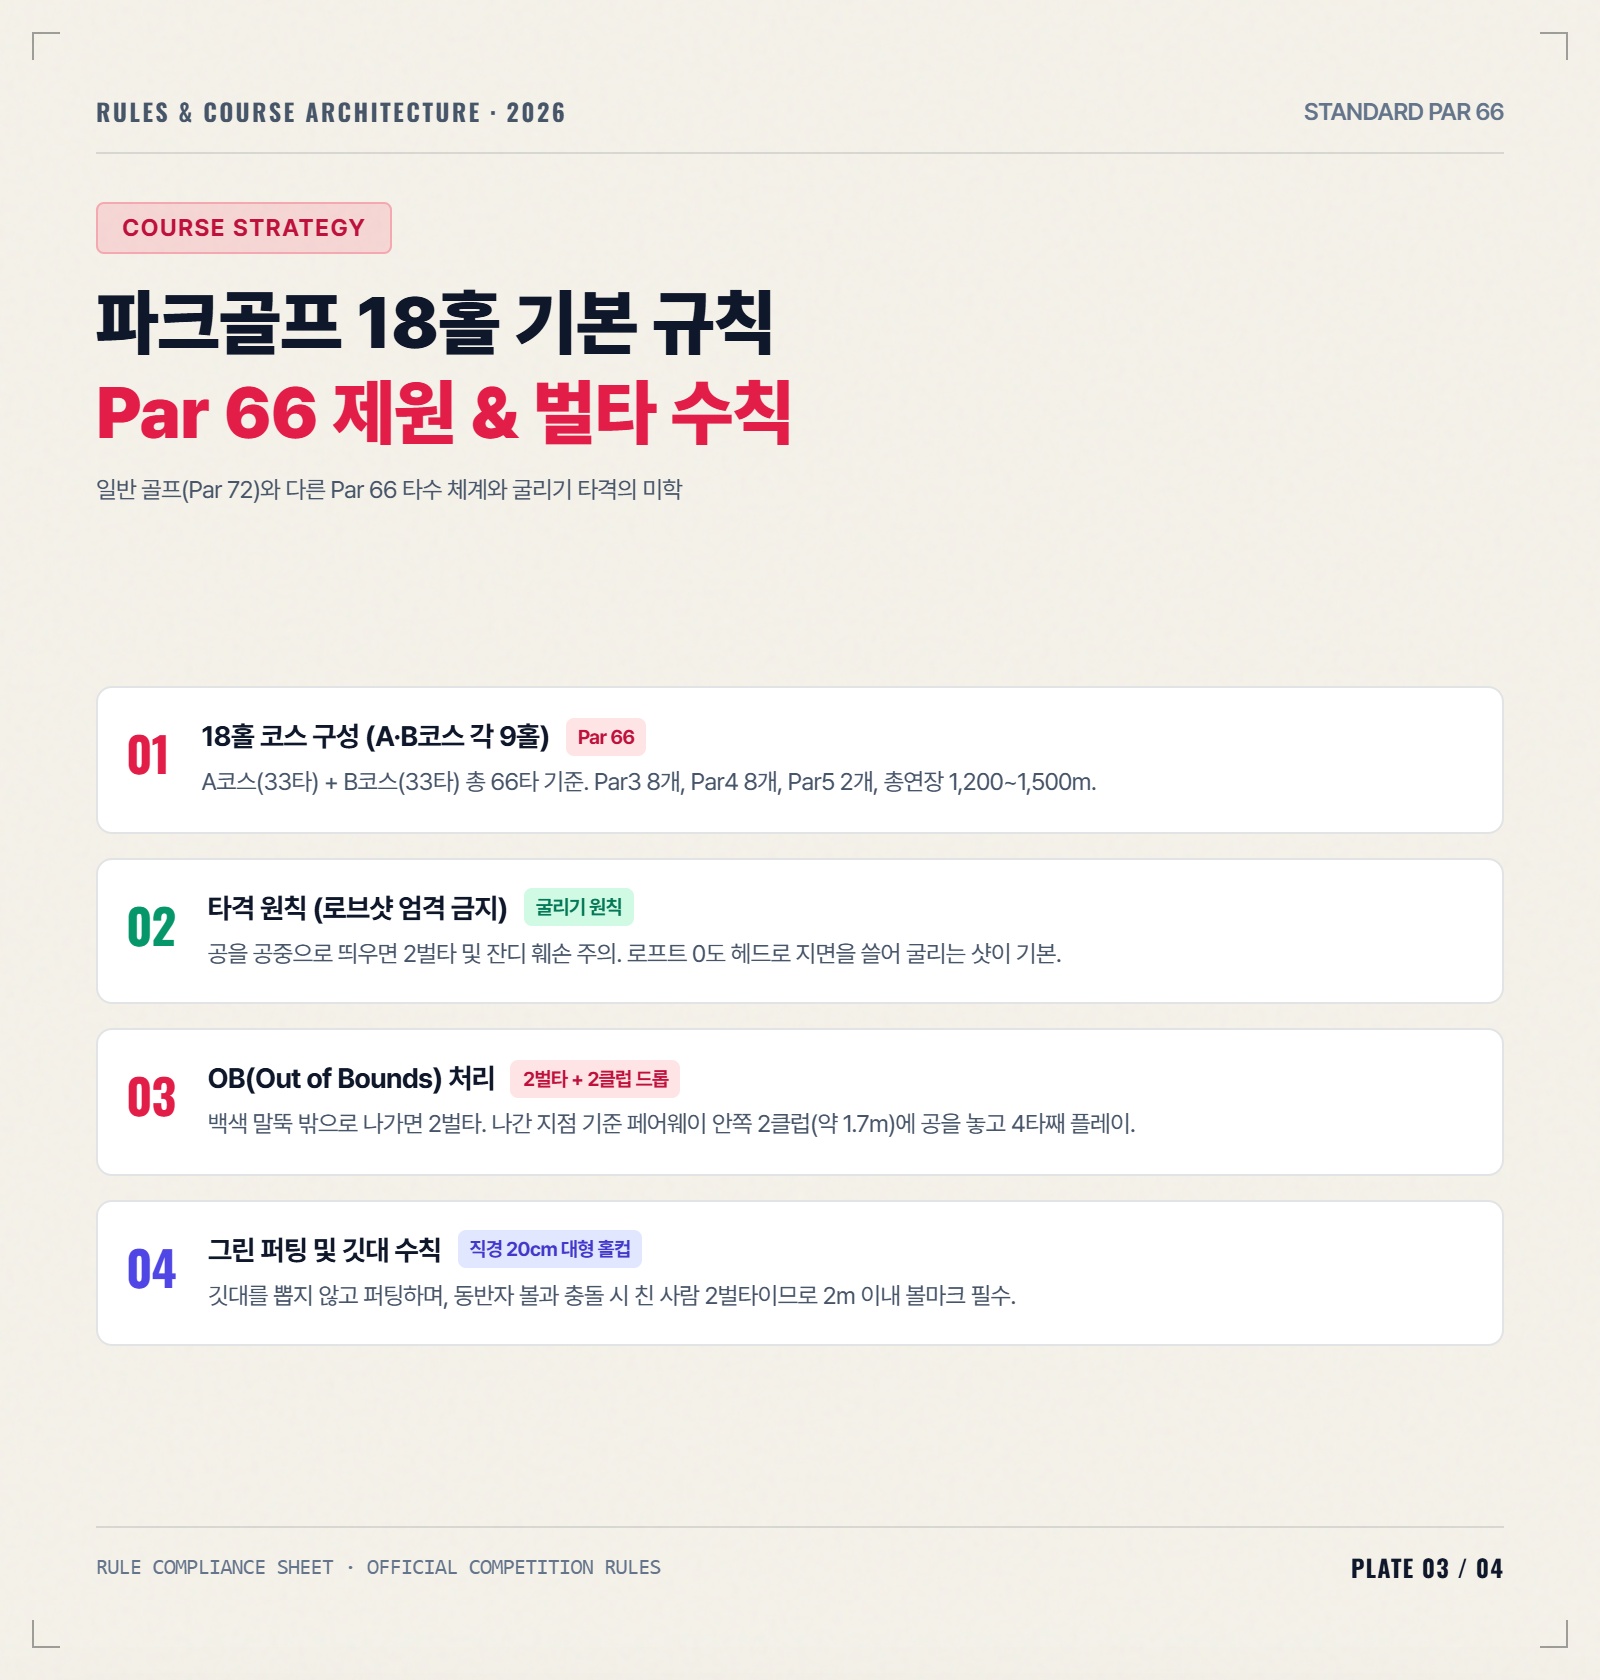 RULES & COURSE ARCHITECTURE · 2026
STANDARD PAR 66
COURSE STRATEGY
파크골프 18홀 기본 규칙
Par 66 제원 & 벌타 수칙
일반 골프(Par 72)와 다른 Par 66 타수 체계와 굴리기 타격의 미학
01
18홀 코스 구성 (A·B코스 각 9홀)
Par 66
A코스(33타) + B코스(33타) 총 66타 기준. Par3 8개, Par4 8개, Par5 2개, 총연장 1,200~1,500m.
02
타격 원칙 (로브샷 엄격 금지)
굴리기 원칙
공을 공중으로 띄우면 2벌타 및 잔디 훼손 주의. 로프트 0도 헤드로 지면을 쓸어 굴리는 샷이 기본.
03
OB(Out of Bounds) 처리
2벌타 + 2클럽 드롭
백색 말뚝 밖으로 나가면 2벌타. 나간 지점 기준 페어웨이 안쪽 2클럽(약 1.7m)에 공을 놓고 4타째 플레이.
04
그린 퍼팅 및 깃대 수칙
직경 20cm 대형 홀컵
깃대를 뽑지 않고 퍼팅하며, 동반자 볼과 충돌 시 친 사람 2벌타이므로 2m 이내 볼마크 필수.
RULE COMPLIANCE SHEET · OFFICIAL COMPETITION RULES
PLATE 03 / 04